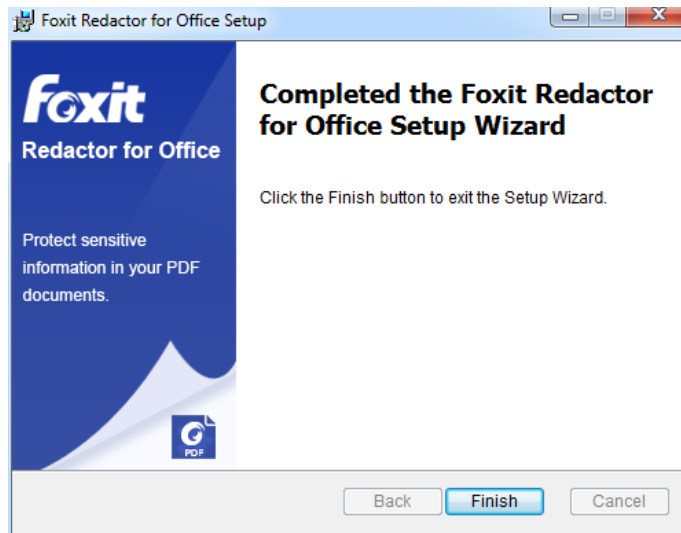 Foxit Redactor for Office Setup
Foxit
Redactor for Office
Protect sensitive
information in your PDF
documents.
PDF
Completed the Foxit Redactor
for Office Setup Wizard
Click the Finish button to exit the Setup Wizard.
Back
Finish
Cancel